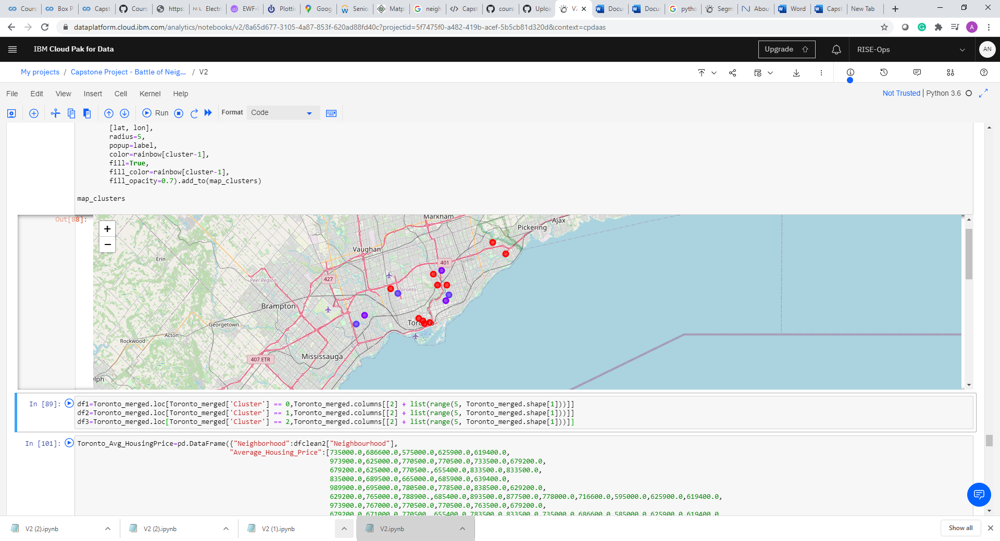 Cours
Box P
Capst
Cours
https:
Electr
EWF-I
Plottin
Goog
Senio
Matpl
neigh
Capst
cours
Uploa
V2
Docu
Docu
pytho
Segm
Abou
Word
Capst
New Tab
dataplatform.cloud.ibm.com/analytics/notebooks/v2/8a65d677-3105-4a87-853f-620ad88fd40c?projectid=5f7475f0-a482-419b-acef-5b5cb81d320d&context=cpdaas
A
IBM Cloud Pak for Data
Upgrade
RISE-Ops
AN
My projects / Capstone Project - Battle of Neig... / V2
File Edit View Insert Cell Kernel Help
Not Trusted | Python 3.6
Run
Format
Code
[lat, lon],
radius=5,
popup=label,
color=rainbow[cluster-1],
fill=True,
fill_color=rainbow[cluster-1],
fill_opacity=0.7).add_to(map_clusters)
map_clusters
Out[88]:
+
−
Markham
Ajax
Pickering
Vaughan
Erin
401
427
Peel Region
Toronto
Brampton
Georgetown
Toronto
Acton
Rockwood
Mississauga
407 ETR
lph
In [89]:
df1=Toronto_merged.loc[Toronto_merged['Cluster'] == 0,Toronto_merged.columns[[2] + list(range(5, Toronto_merged.shape[1]))]]
df2=Toronto_merged.loc[Toronto_merged['Cluster'] == 1,Toronto_merged.columns[[2] + list(range(5, Toronto_merged.shape[1]))]]
df3=Toronto_merged.loc[Toronto_merged['Cluster'] == 2,Toronto_merged.columns[[2] + list(range(5, Toronto_merged.shape[1]))]]
In [101]:
Toronto_Avg_HousingPrice=pd.DataFrame({"Neighborhood":dfclean2["Neighbourhood"],
"Average_Housing_Price":[735000.0,686600.0,575000.0,625900.0,619400.0,
973900.0,625000.0,770500.0,770500.0,733500.0,679200.0,
679200.0,625000.0,770500.,655400.0,833500.0,833500.0,
835000.0,689500.0,665000.0,685900.0,639400.0,
989900.0,695000.0,780500.0,778500.0,838500.0,629200.0,
629200.0,765000.0,788900.,685400.0,893500.0,877500.0,778000.0,716600.0,595000.0,625900.0,619400.0,
973900.0,767000.0,770500.0,770500.0,763500.0,679200.0,
679200.0,671000.0,770500.,655400.0,783500.0,833500.0,735000.0,686600.0,585000.0,625900.0,619400.0,
V2 (2).ipynb
V2 (2).ipynb
V2 (1).ipynb
V2.ipynb
Show all